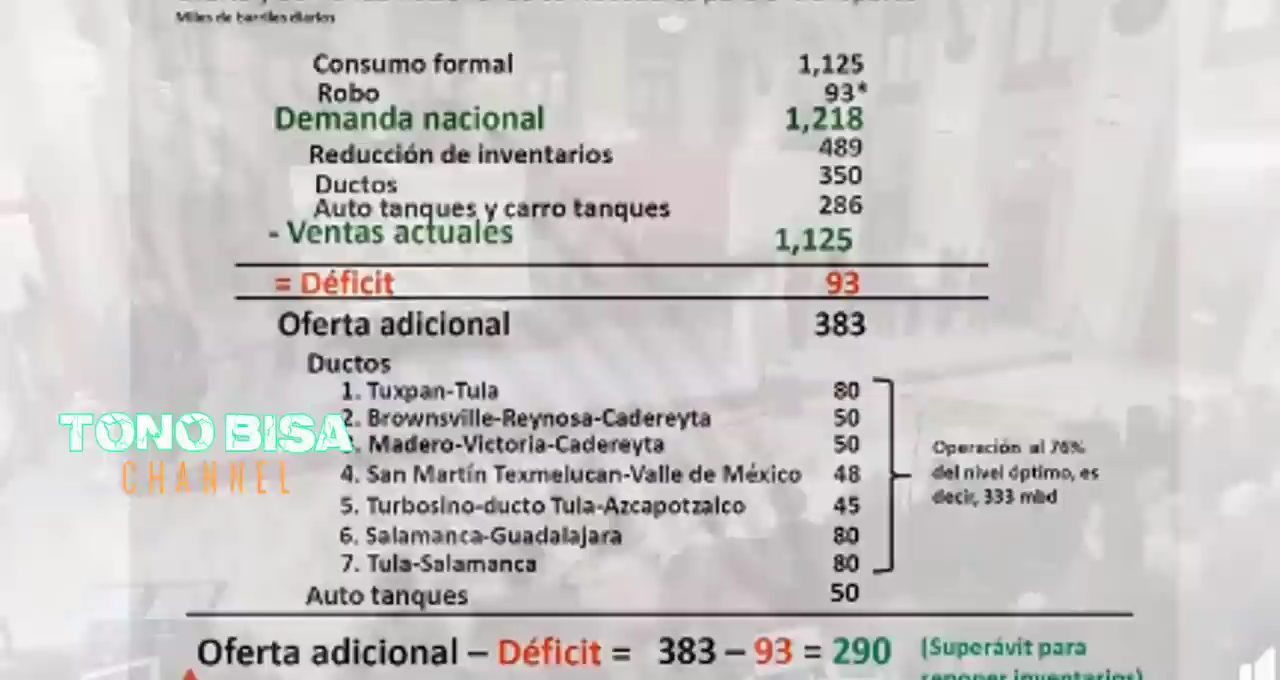 Miles de barriles diarios
Consumo formal 1,125
Robo 93*
Demanda nacional 1,218
Reducción de inventarios 489
Ductos 350
Auto tanques y carro tanques 286
- Ventas actuales 1,125
= Déficit 93
Oferta adicional 383
Ductos
1. Tuxpan-Tula 80
2. Brownsville-Reynosa-Cadereyta 50
Madero-Victoria-Cadereyta 50
4. San Martín Texmelucan-Valle de México 48
5. Turbosino-ducto Tula-Azcapotzalco 45
6. Salamanca-Guadalajara 80
7. Tula-Salamanca 80
Operación al 76%
del nivel óptimo, es
decir, 333 mbd
TONO BISA
CHANNEL
Auto tanques 50
Oferta adicional – Déficit = 383 – 93 = 290 (Superávit para
reponer inventarios)